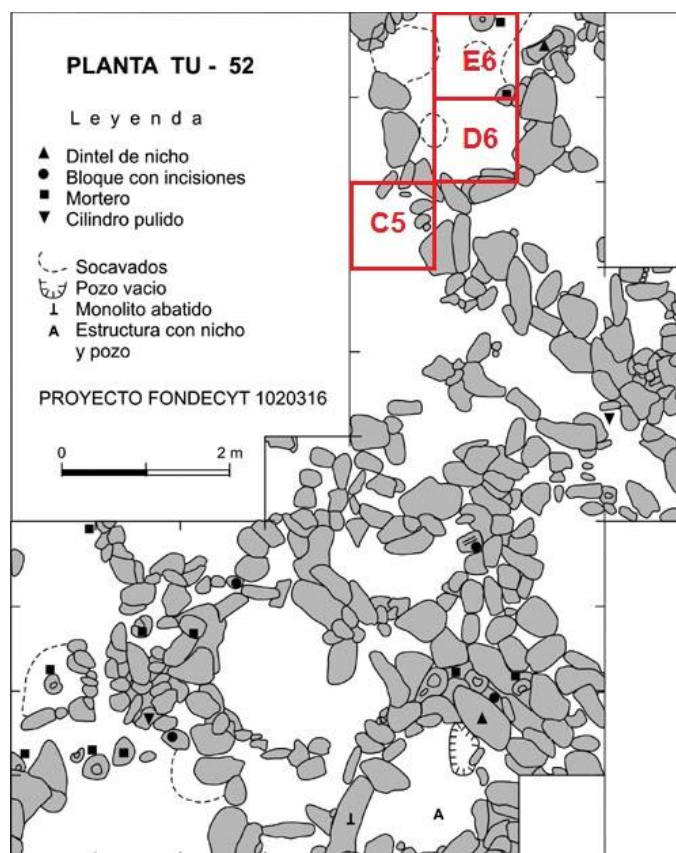 PLANTA TU - 52
Leyenda
Dintel de nicho
Bloque con incisiones
Mortero
Cilindro pulido
Socavados
Pozo vacio
Monolito abatido
A Estructura con nicho
y pozo
PROYECTO FONDECYT 1020316
0 2 m
E6
D6
C5
A